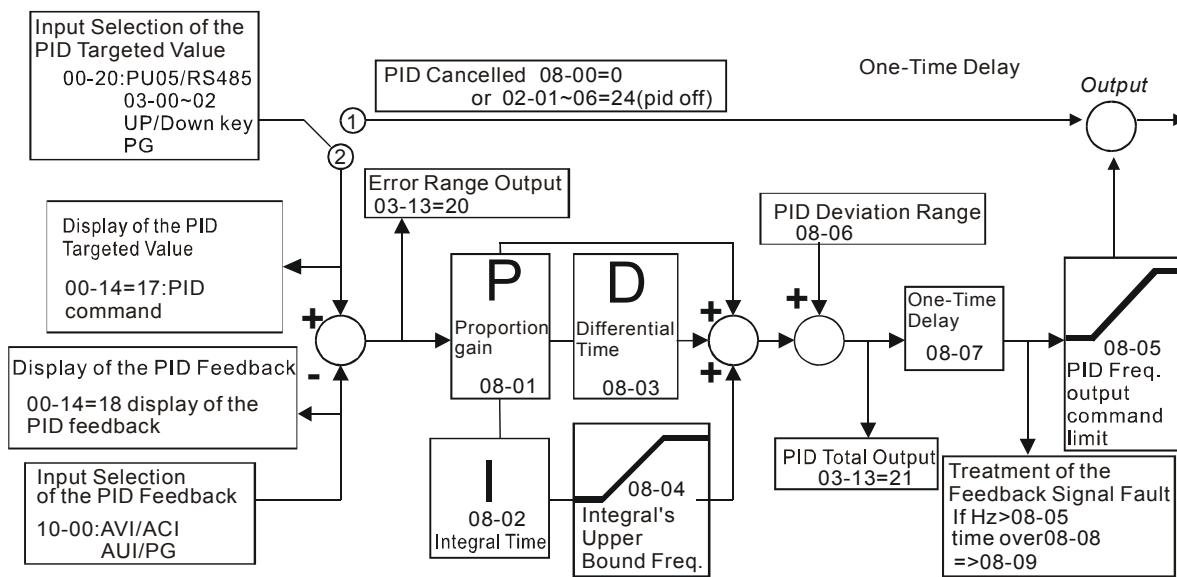 Input Selection of the
PID Targeted Value
00-20:PU05/RS485
03-00~02
UP/Down key
PG
1
2
PID Cancelled 08-00=0
or 02-01~06=24(pid off)
One-Time Delay
Output
Error Range Output
03-13=20
PID Deviation Range
08-06
Display of the PID
Targeted Value
00-14=17:PID
command
+
-
Display of the PID Feedback
00-14=18 display of the
PID feedback
Input Selection
of the PID Feedback
10-00:AVI/ACI
AUI/PG
P
Proportion
gain
08-01
D
Differential
Time
08-03
I
08-02
Integral Time
08-04
Integral's
Upper
Bound Freq.
+
+
+
+
One-Time
Delay
08-07
PID Total Output
03-13=21
08-05
PID Freq.
output
command
limit
Treatment of the
Feedback Signal Fault
If Hz>08-05
time over08-08
=>08-09